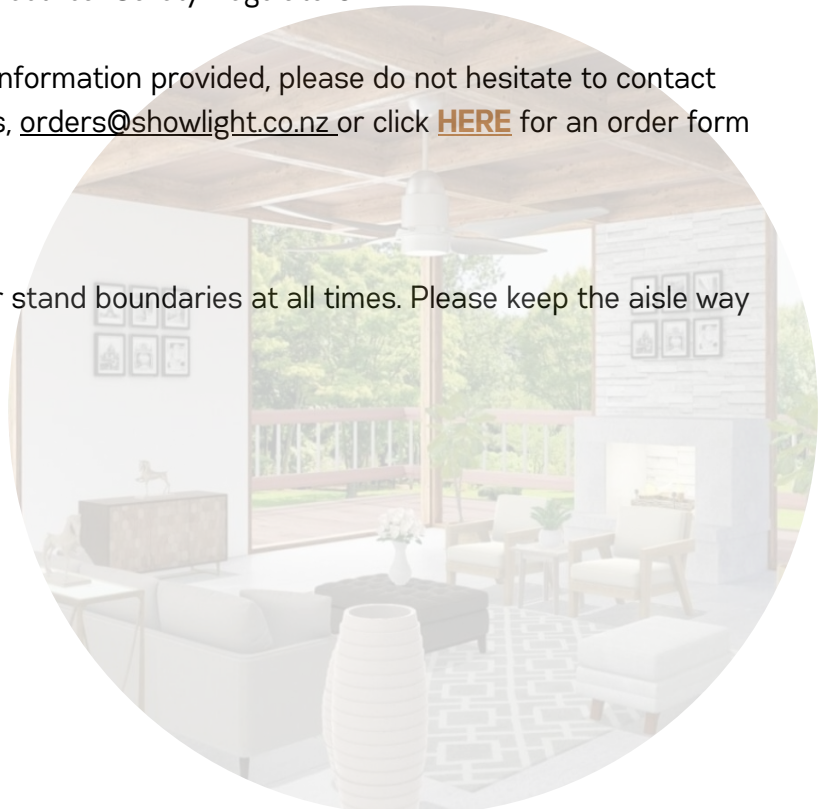 nformation provided, please do not hesitate to contact
s, orders@showlight.co.nz or click HERE for an order form
r stand boundaries at all times. Please keep the aisle way